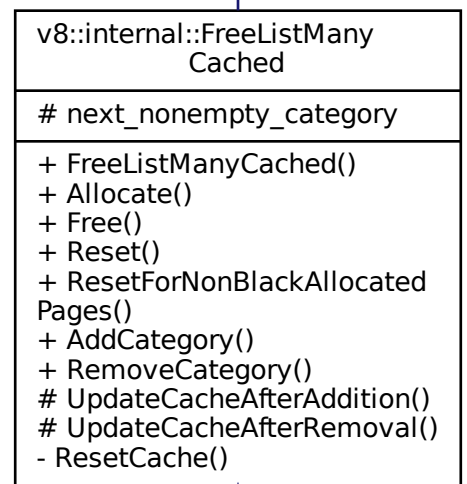 v8::internal::FreeListMany
Cached
# next_nonempty_category
+ FreeListManyCached()
+ Allocate()
+ Free()
+ Reset()
+ ResetForNonBlackAllocated
Pages()
+ AddCategory()
+ RemoveCategory()
# UpdateCacheAfterAddition()
# UpdateCacheAfterRemoval()
- ResetCache()